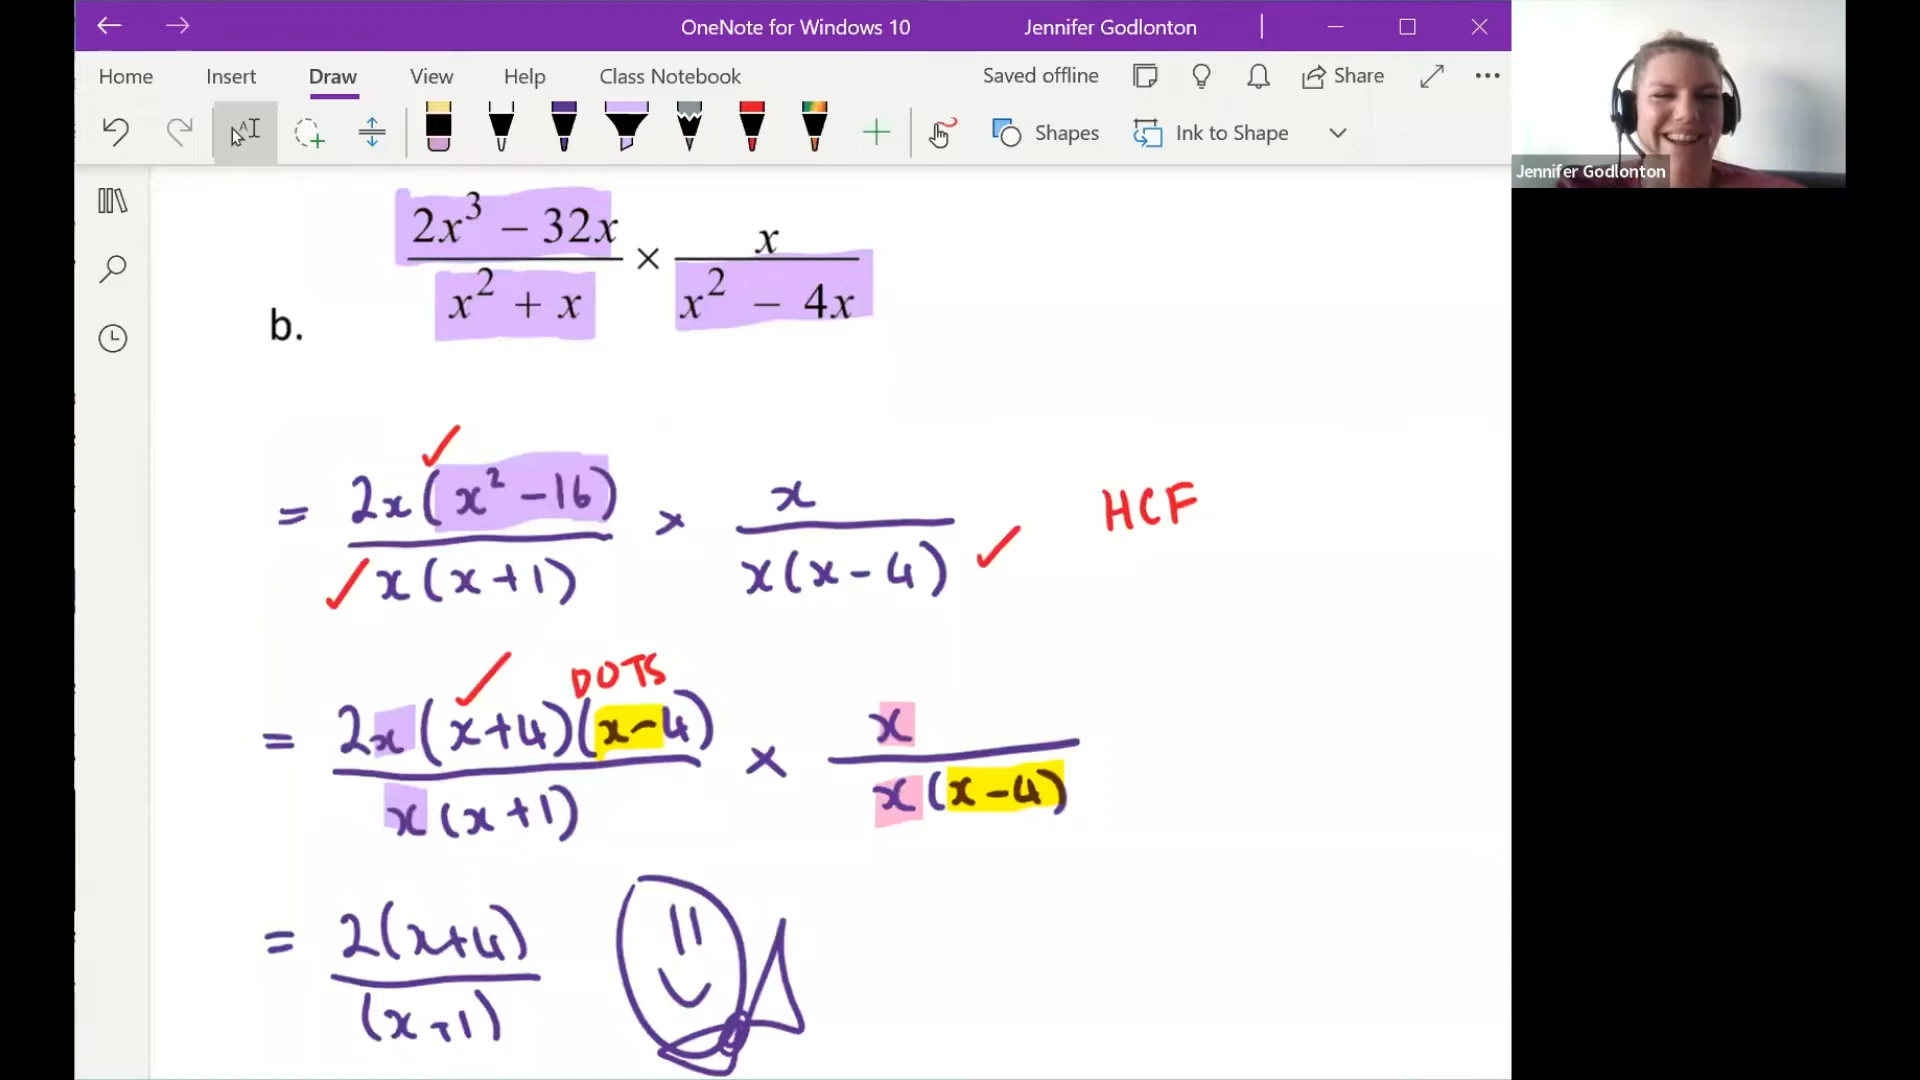 OneNote for Windows 10 Jennifer Godlonton
Home Insert Draw View Help Class Notebook Saved offline Share
Shapes Ink to Shape
Jennifer Godlonton
b. (2x³ − 32x)/(x² + x) × x/(x² − 4x)
= 2x(x² − 16)/x(x + 1) × x/x(x − 4) HCF
DOTS
= 2x(x+4)(x−4)/x(x+1) × x/x(x−4)
= 2(x+4)/(x+1)